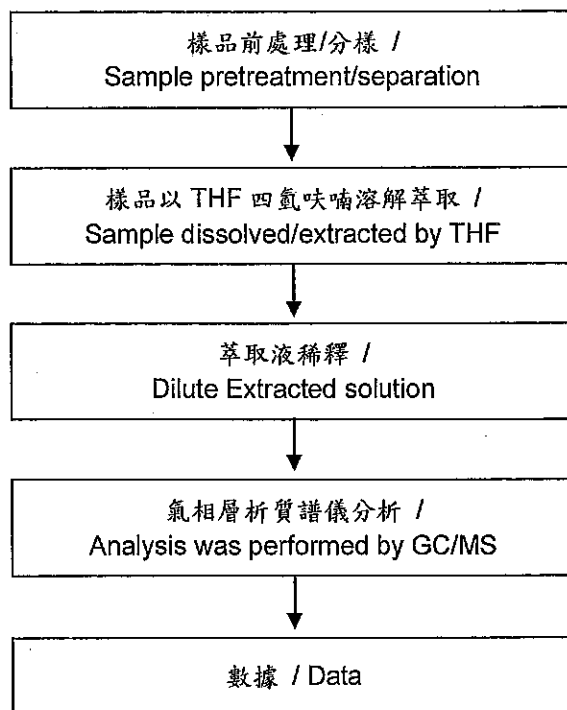 樣品前處理/分樣 /
Sample pretreatment/separation
樣品以 THF 四氫呋喃溶解萃取 /
Sample dissolved/extracted by THF
萃取液稀釋 /
Dilute Extracted solution
氣相層析質譜儀分析 /
Analysis was performed by GC/MS
數據 / Data